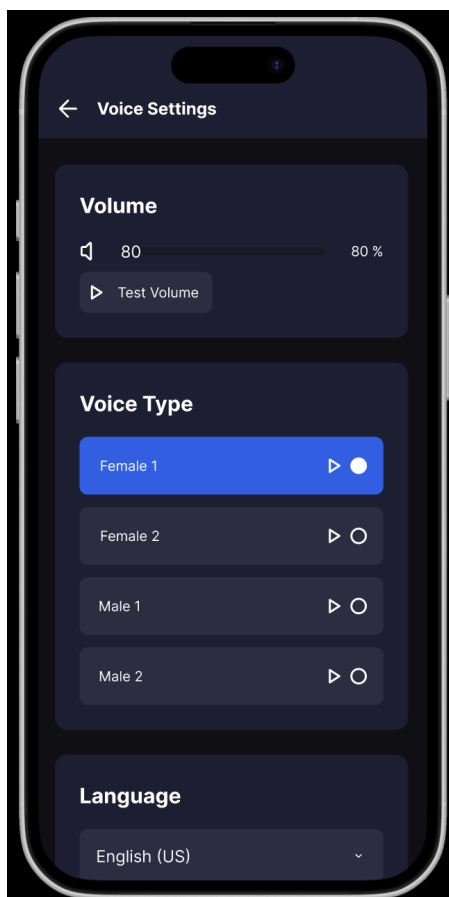 Voice Settings
Volume
80 80 %
Test Volume
Voice Type
Female 1
Female 2
Male 1
Male 2
Language
English (US)